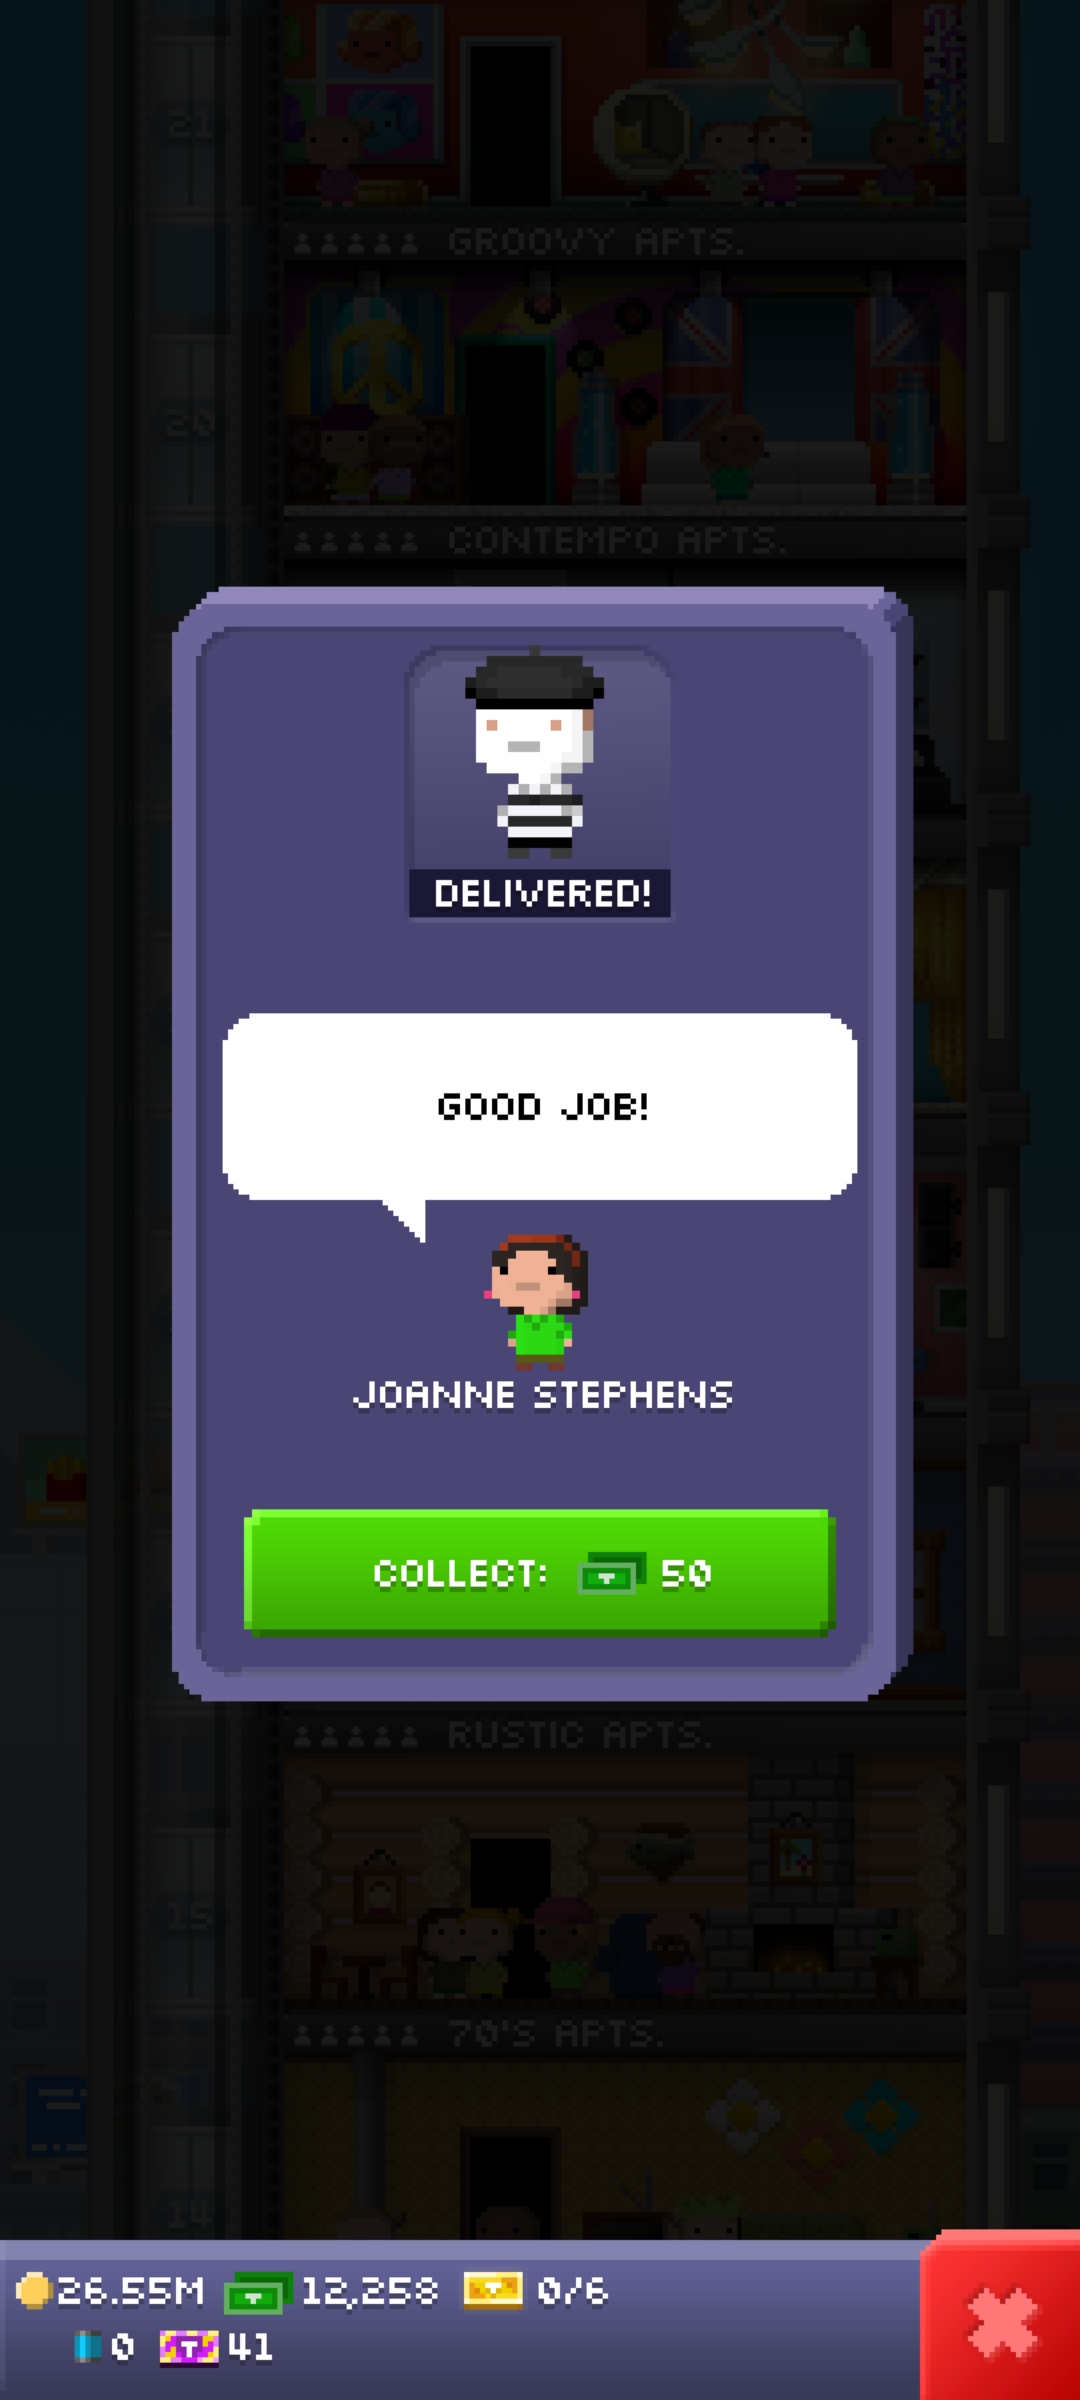 21
GROOVY APTS.
20
CONTEMPO APTS.
DELIVERED!
GOOD JOB!
JOANNE STEPHENS
COLLECT: 50
RUSTIC APTS.
15
70'S APTS.
14
26.55M 12,258 0/6
0 T 41